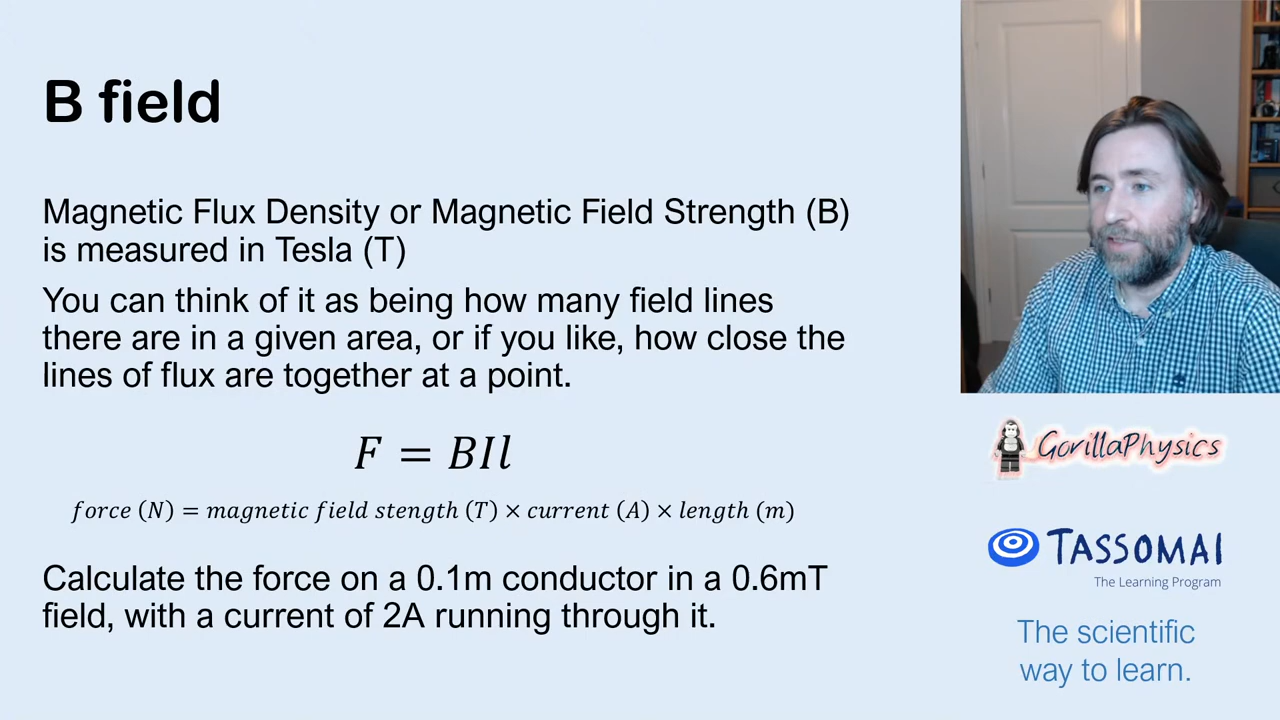 B field
Magnetic Flux Density or Magnetic Field Strength (B)
is measured in Tesla (T)
You can think of it as being how many field lines
there are in a given area, or if you like, how close the
lines of flux are together at a point.
F = BIl
force (N) = magnetic field stength (T) × current (A) × length (m)
Calculate the force on a 0.1m conductor in a 0.6mT
field, with a current of 2A running through it.
GorillaPhysics
TASSOMAI
The Learning Program
The scientific
way to learn.